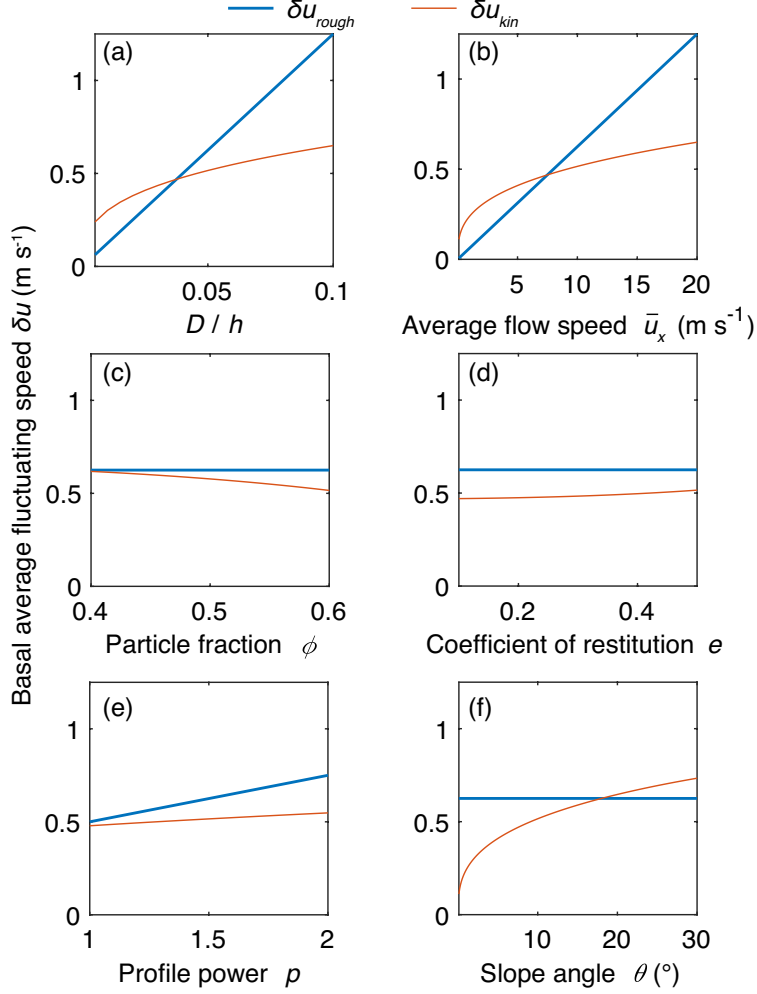 δu_rough δu_kin
(a)
1
0.5
0
0.05 0.1
D / h
(b)
1
0.5
0
5 10 15 20
Average flow speed ū_x (m s⁻¹)
Basal average fluctuating speed δu (m s⁻¹)
(c)
1
0.5
0
0.4 0.5 0.6
Particle fraction ϕ
(d)
1
0.5
0
0.2 0.4
Coefficient of restitution e
(e)
1
0.5
0
1 1.5 2
Profile power p
(f)
1
0.5
0
10 20 30
Slope angle θ (°)